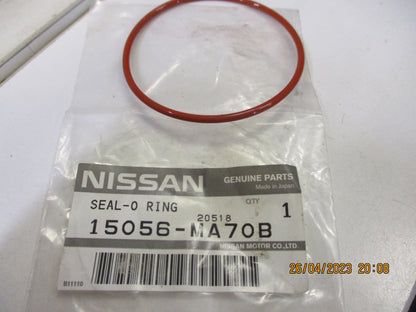 NISSAN
GENUINE PARTS
Made in Japan
SEAL-O RING
QTY
1
20518
15056-MA70B
NISSAN MOTOR CO.,LTD.
B11110
26/04/2023 20:08